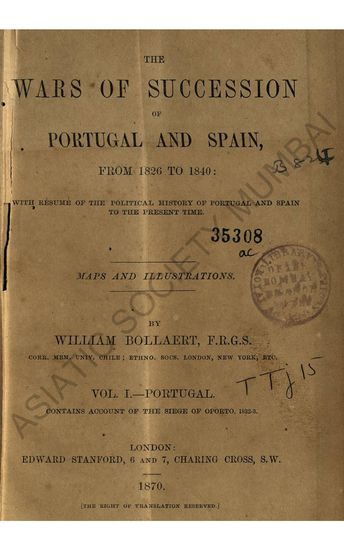 THE
WARS OF SUCCESSION
OF
PORTUGAL AND SPAIN,
FROM 1826 TO 1840:
WITH RÉSUMÉ OF THE POLITICAL HISTORY OF PORTUGAL AND SPAIN
TO THE PRESENT TIME.
35308
ac
MAPS AND ILLUSTRATIONS.
BY
WILLIAM BOLLAERT, F.R.G.S.
CORR. MEM. UNIV. CHILE; ETHNO. SOCS. LONDON, NEW YORK, ETC.
VOL. I.—PORTUGAL.
TTj15
CONTAINS ACCOUNT OF THE SIEGE OF OPORTO, 1832-3.
LONDON:
EDWARD STANFORD, 6 AND 7, CHARING CROSS, S.W.
1870.
[THE RIGHT OF TRANSLATION RESERVED.]
ASIATIC SOCIETY MUMBAI